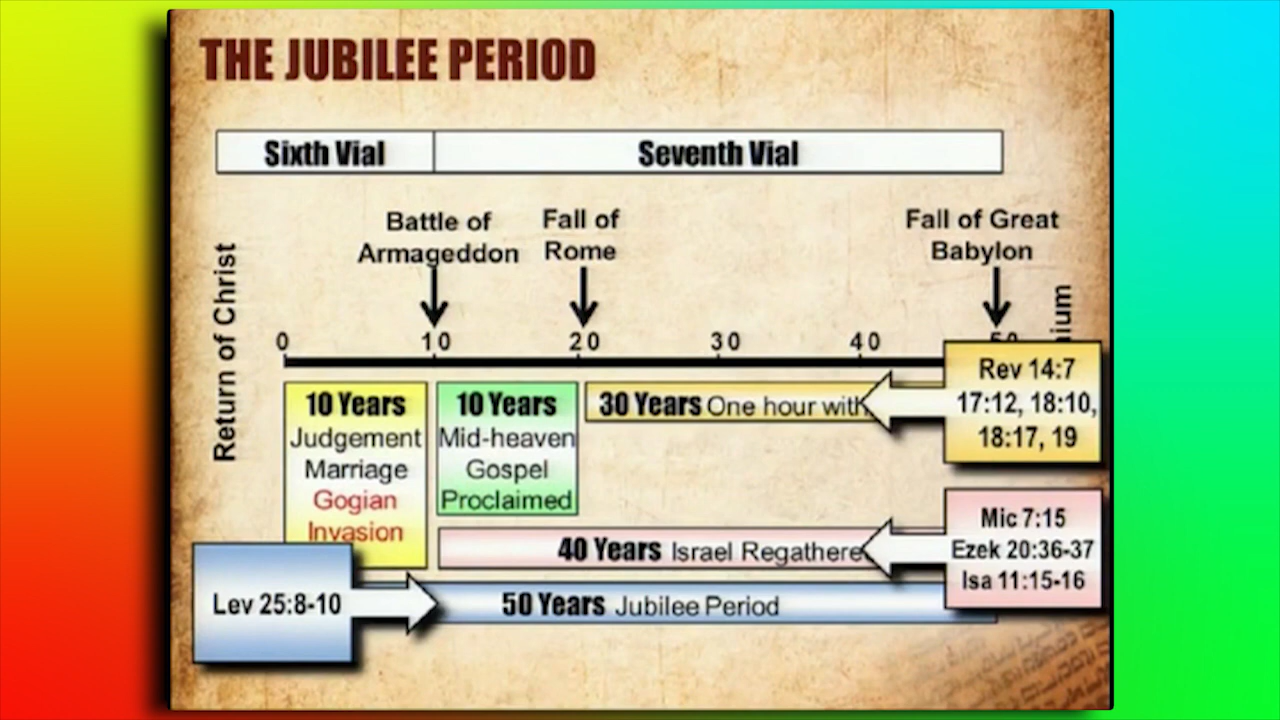 THE JUBILEE PERIOD
Sixth Vial
Seventh Vial
Battle of
Armageddon
Fall of
Rome
Fall of Great
Babylon
Return of Christ
0
10
20
30
40
50
10 Years
Judgement
Marriage
Gogian
Invasion
10 Years
Mid-heaven
Gospel
Proclaimed
30 Years One hour with
Rev 14:7
17:12, 18:10,
18:17, 19
40 Years Israel Regathere
Mic 7:15
Ezek 20:36-37
Isa 11:15-16
Lev 25:8-10
50 Years Jubilee Period